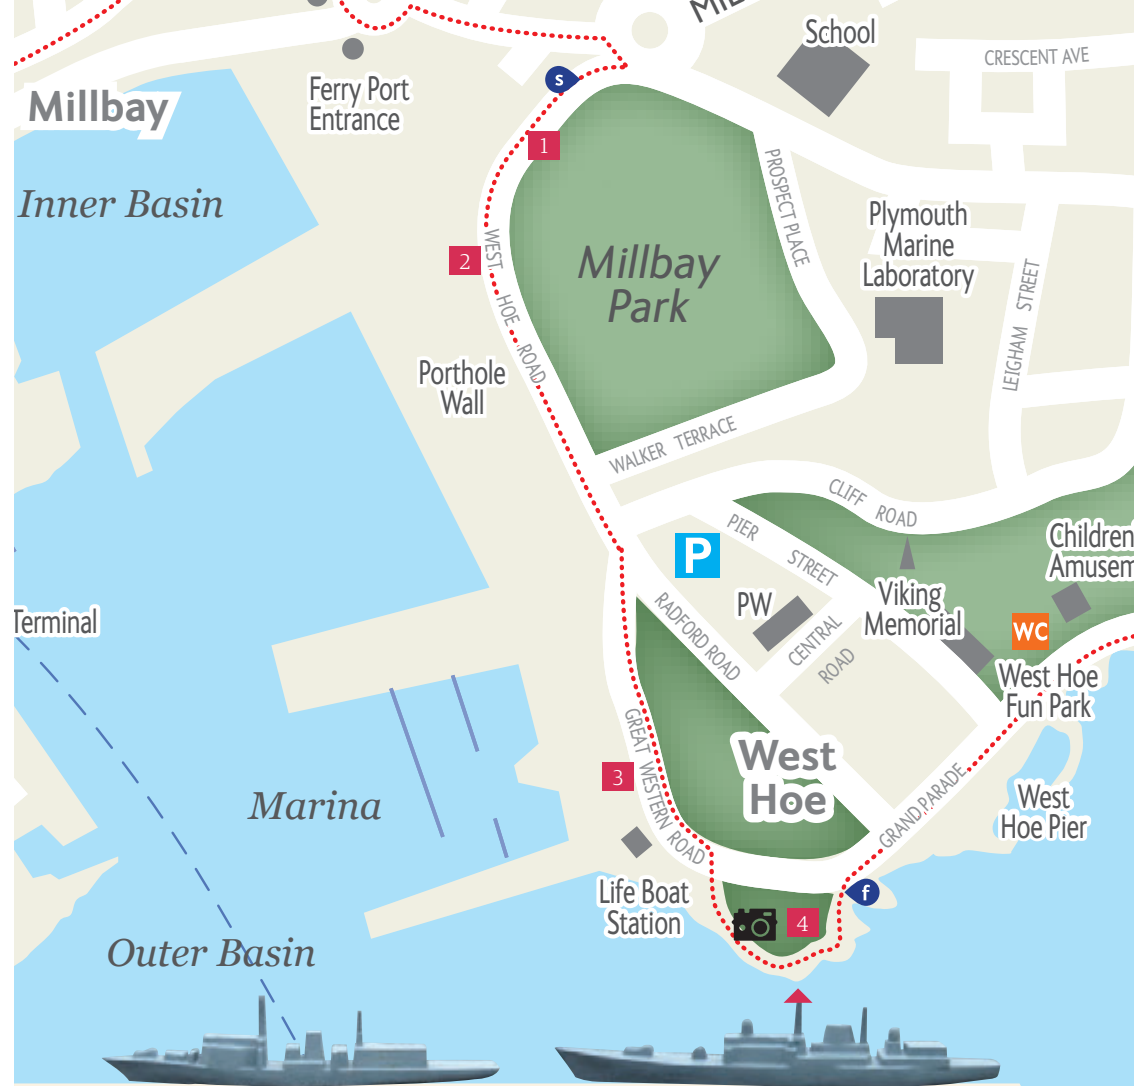 MIL
School
CRESCENT AVE
S
Ferry Port
Entrance
Millbay
1
PROSPECT PLACE
Inner Basin
Plymouth
Marine
Laboratory
2
WEST HOE ROAD
Millbay
Park
LEIGHAM STREET
Porthole
Wall
WALKER TERRACE
CLIFF ROAD
PIER STREET
P
Children
Amusem
Viking
Memorial
PW
RADFORD ROAD
CENTRAL
ROAD
WC
Terminal
West Hoe
Fun Park
GREAT WESTERN ROAD
West
Hoe
3
GRAND PARADE
West
Hoe Pier
Marina
Life Boat
Station
f
4
Outer Basin